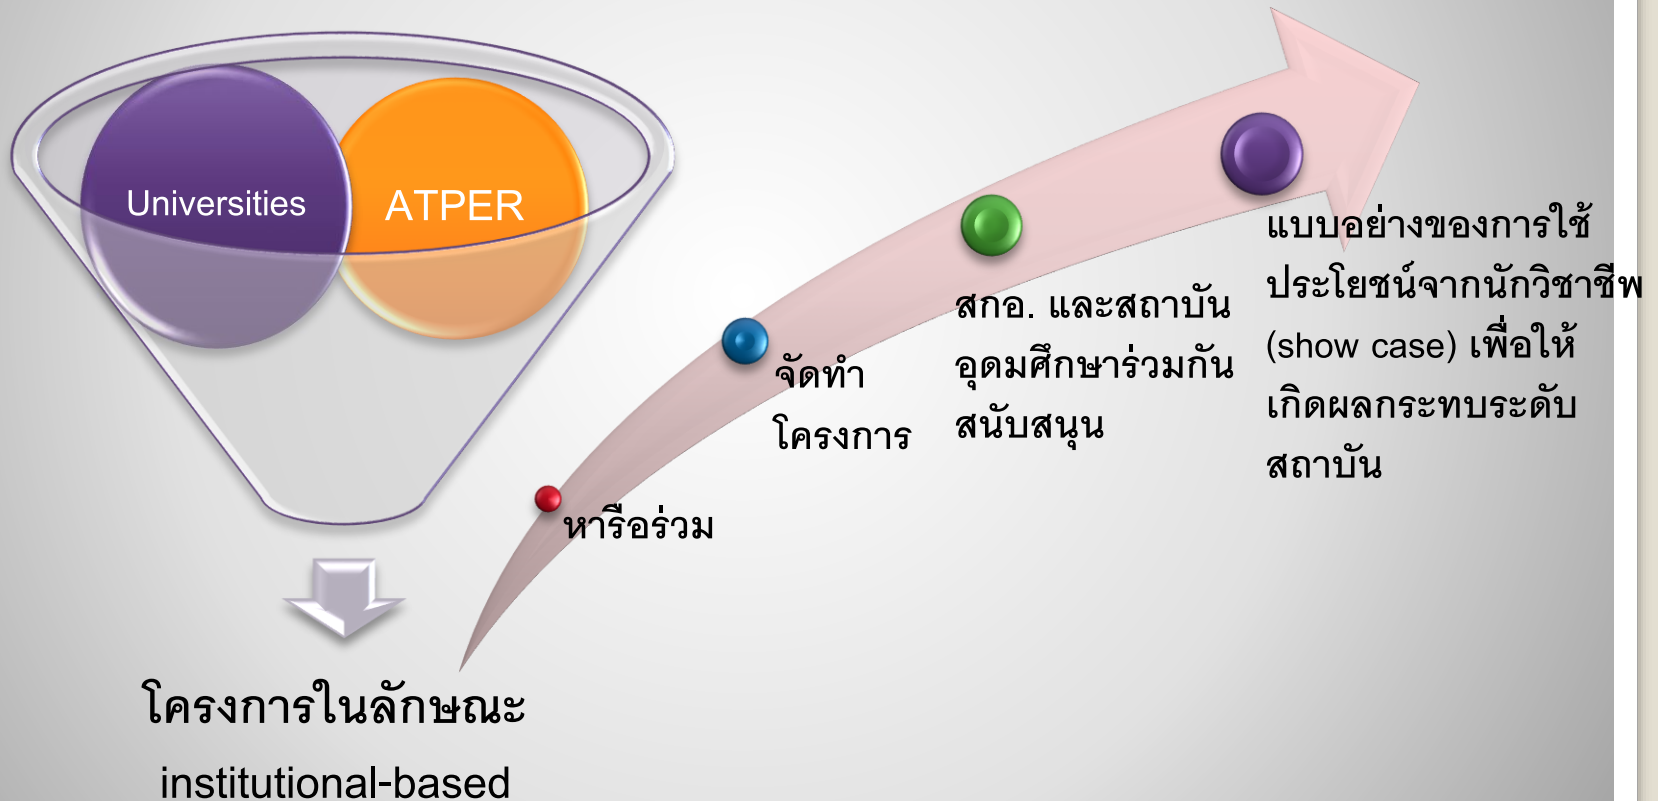 Universities
ATPER
โครงการในลักษณะ
institutional-based
หารือร่วม
จัดทำ
โครงการ
สกอ. และสถาบัน
อุดมศึกษาร่วมกัน
สนับสนุน
แบบอย่างของการใช้
ประโยชน์จากนักวิชาชีพ
(show case) เพื่อให้
เกิดผลกระทบระดับ
สถาบัน